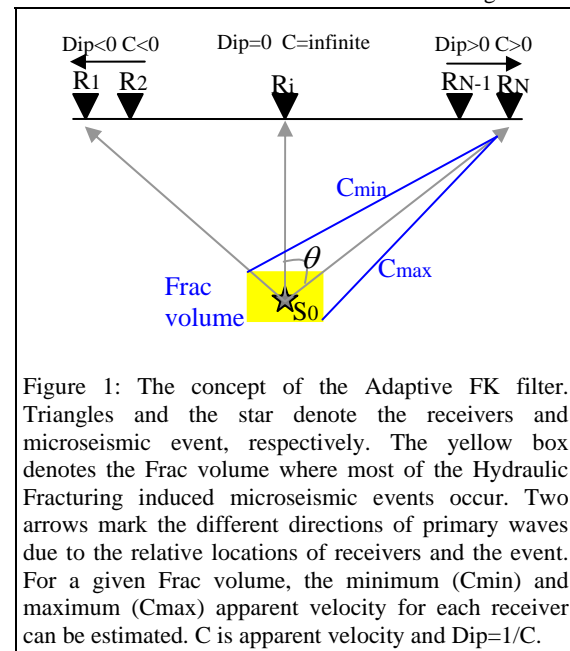 Dip<0 C<0 Dip=0 C=infinite Dip>0 C>0
R1 R2 Ri RN-1 RN
Cmin
θ
Cmax
Frac
volume
S0
Figure 1: The concept of the Adaptive FK filter.
Triangles and the star denote the receivers and
microseismic event, respectively. The yellow box
denotes the Frac volume where most of the Hydraulic
Fracturing induced microseismic events occur. Two
arrows mark the different directions of primary waves
due to the relative locations of receivers and the event.
For a given Frac volume, the minimum (Cmin) and
maximum (Cmax) apparent velocity for each receiver
can be estimated. C is apparent velocity and Dip=1/C.